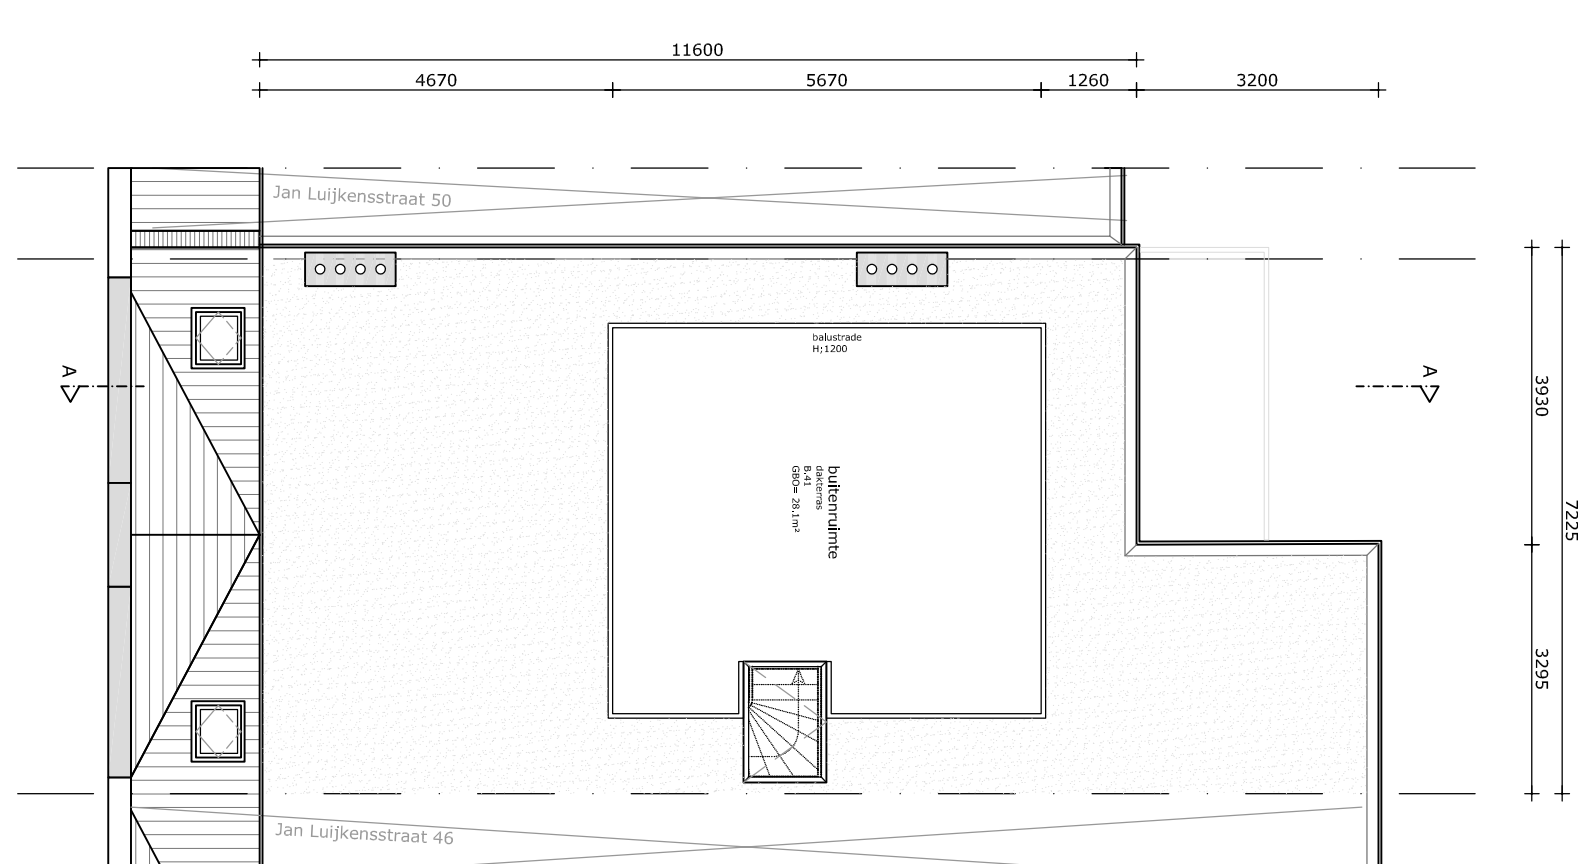 11600
4670
5670
1260
3200
Jan Luijkensstraat 50
balustrade
H;1200
A
A
3930
7225
buitenruimte
dakterras
B.41
GBO= 28.1m²
3295
Jan Luijkensstraat 46